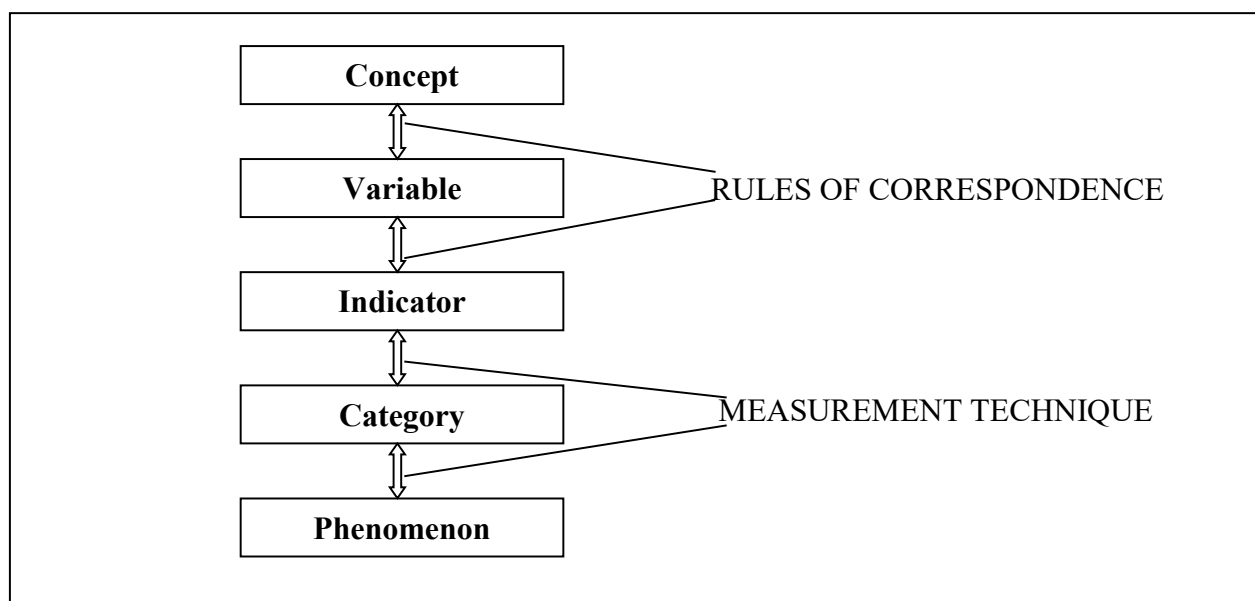 Concept
Variable
RULES OF CORRESPONDENCE
Indicator
Category
MEASUREMENT TECHNIQUE
Phenomenon